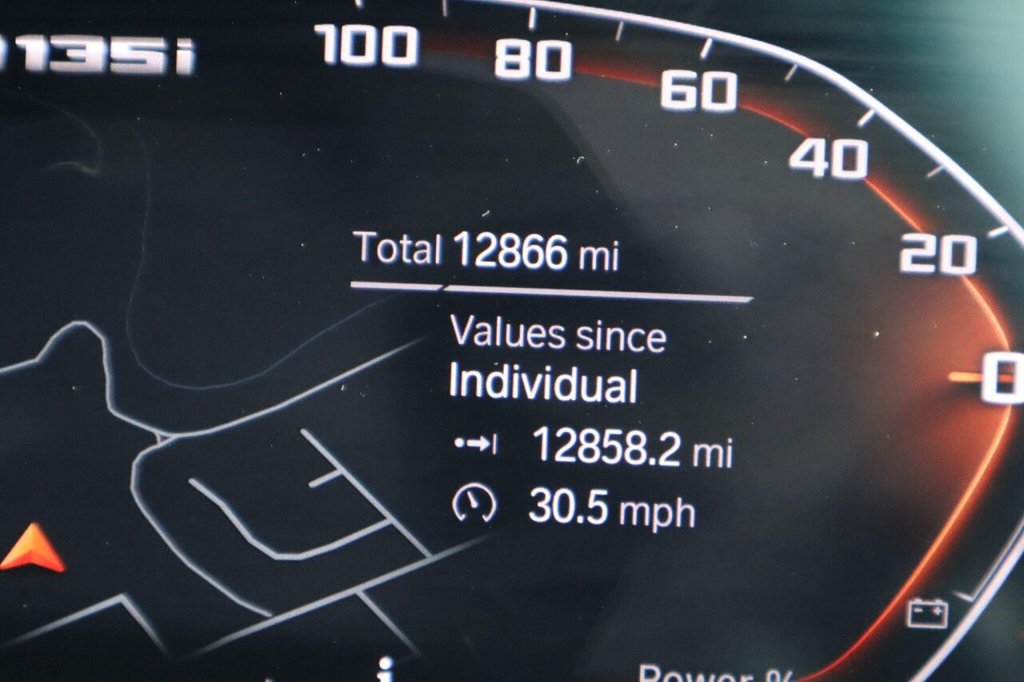 135i
100
80
60
40
20
0
Total 12866 mi
Values since
Individual
12858.2 mi
30.5 mph
Power %